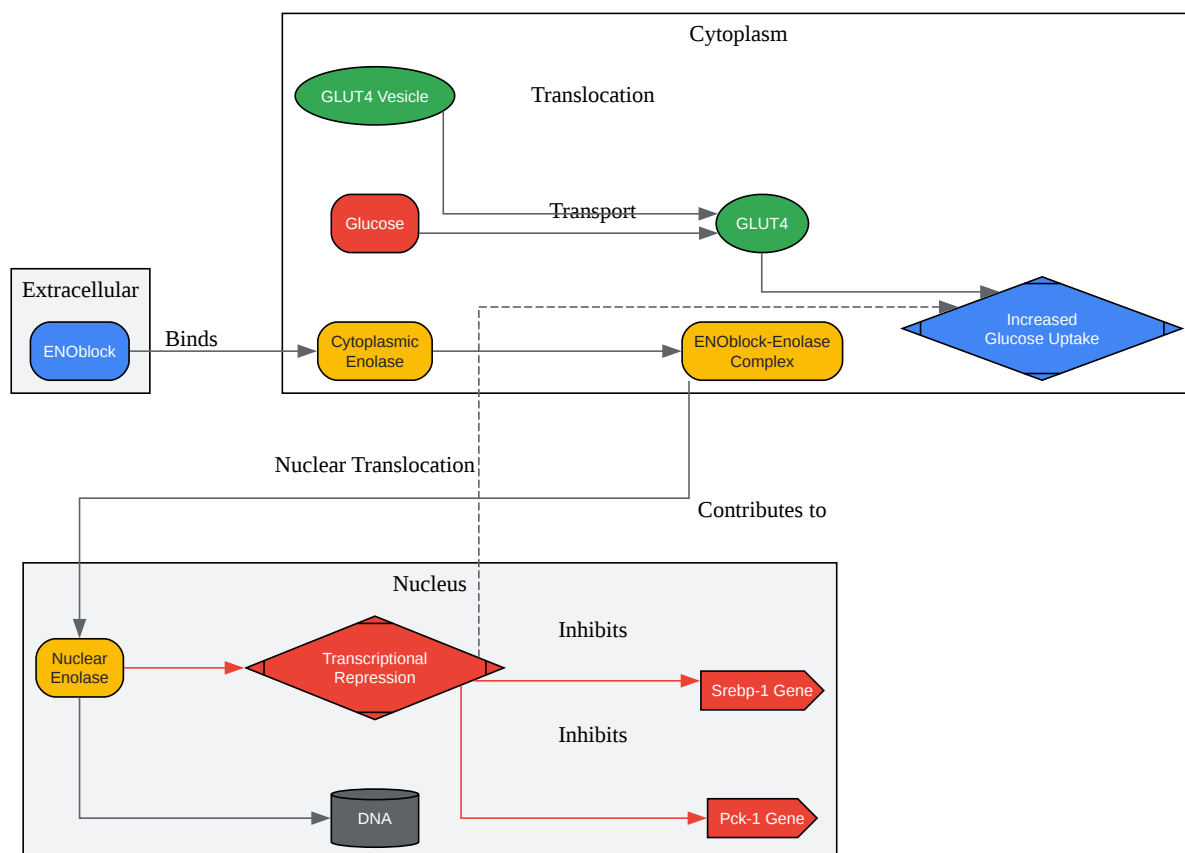 Cytoplasm
GLUT4 Vesicle
Translocation
Glucose
Transport
GLUT4
Extracellular
ENOblock
Binds
Cytoplasmic
Enolase
ENOblock-Enolase
Complex
Increased
Glucose Uptake
Nuclear Translocation
Contributes to
Nucleus
Nuclear
Enolase
Transcriptional
Repression
Inhibits
Srebp-1 Gene
Inhibits
DNA
Pck-1 Gene